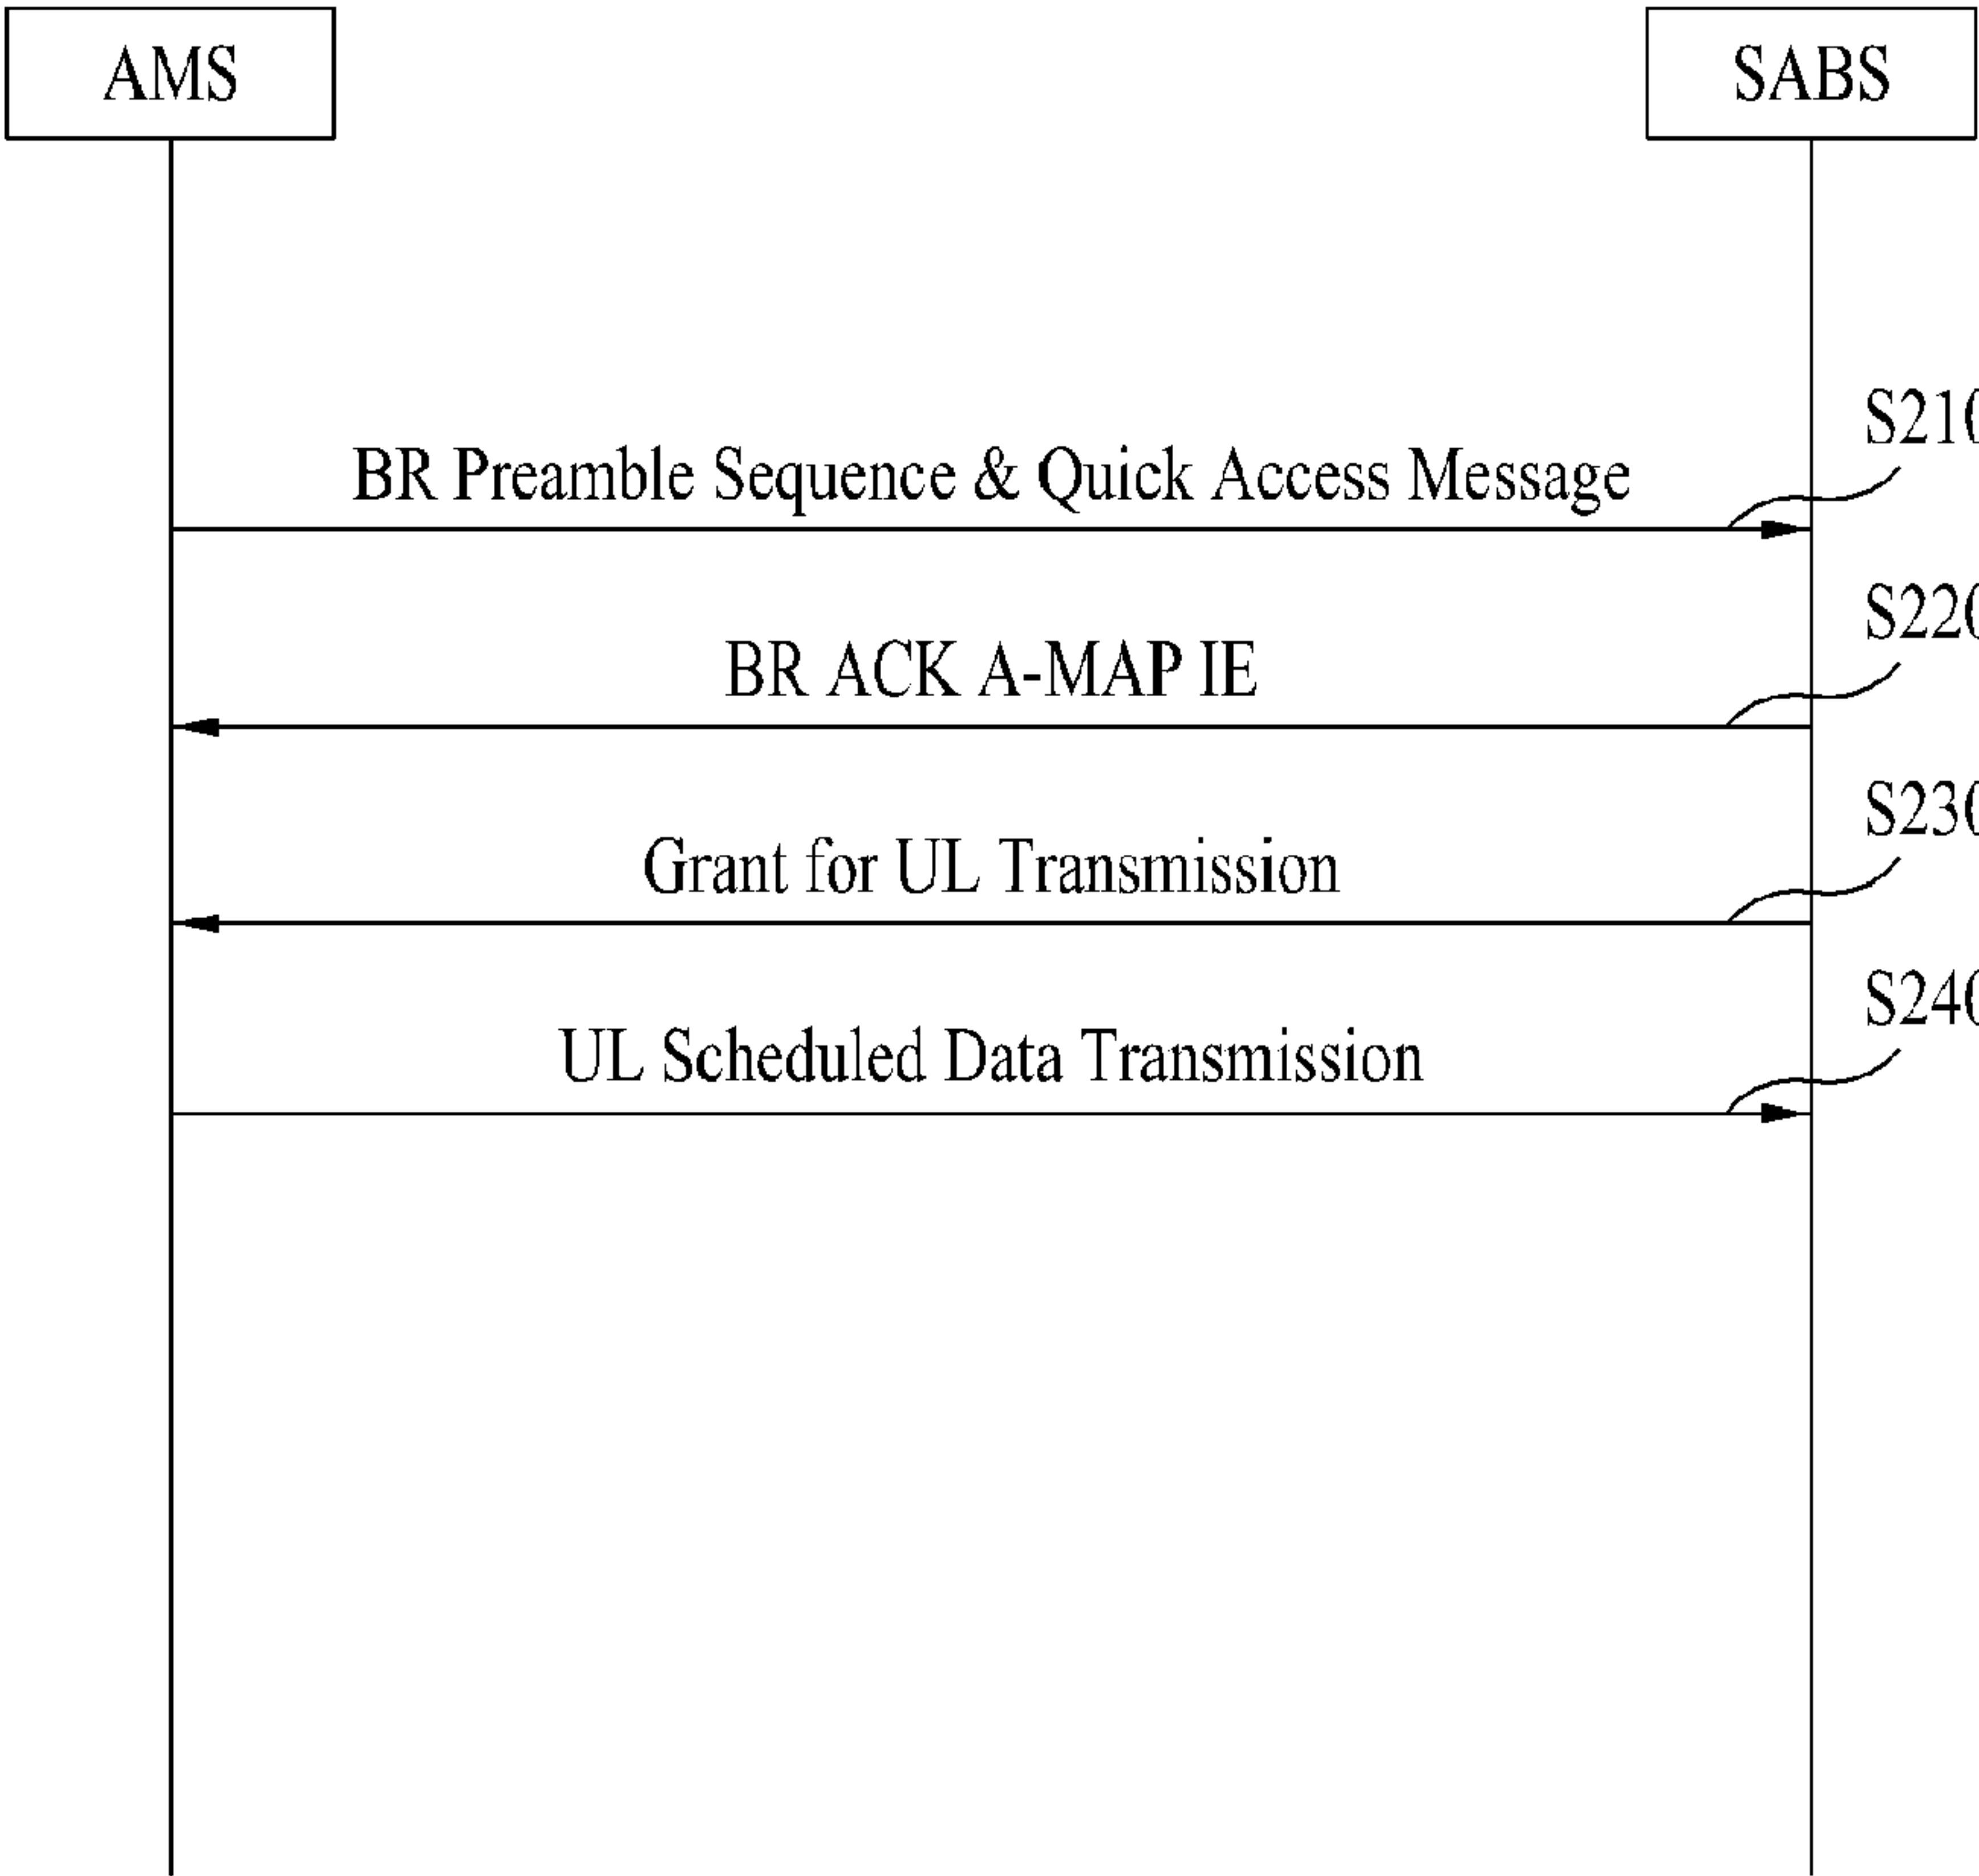 AMS
SABS
S210
BR Preamble Sequence & Quick Access Message
S220
BR ACK A-MAP IE
S230
Grant for UL Transmission
S240
UL Scheduled Data Transmission